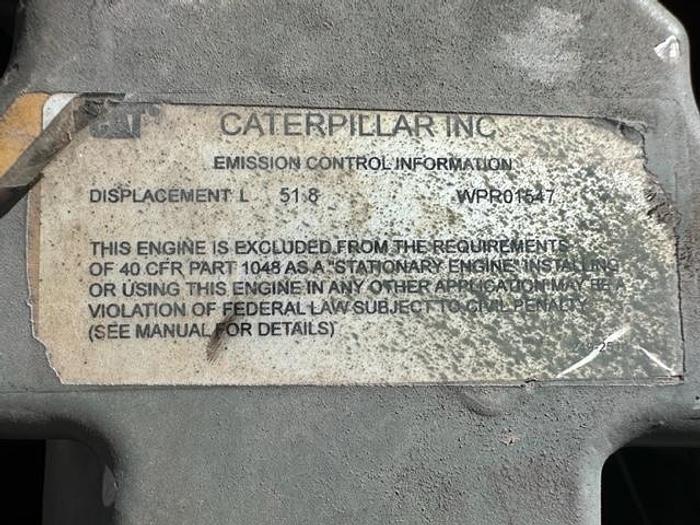 CAT CATERPILLAR INC
EMISSION CONTROL INFORMATION
DISPLACEMENT L 51.8 WPR01547
THIS ENGINE IS EXCLUDED FROM THE REQUIREMENTS
OF 40 CFR PART 1048 AS A "STATIONARY ENGINE" INSTALLING
OR USING THIS ENGINE IN ANY OTHER APPLICATION MAY BE A
VIOLATION OF FEDERAL LAW SUBJECT TO CIVIL PENALTY
(SEE MANUAL FOR DETAILS)